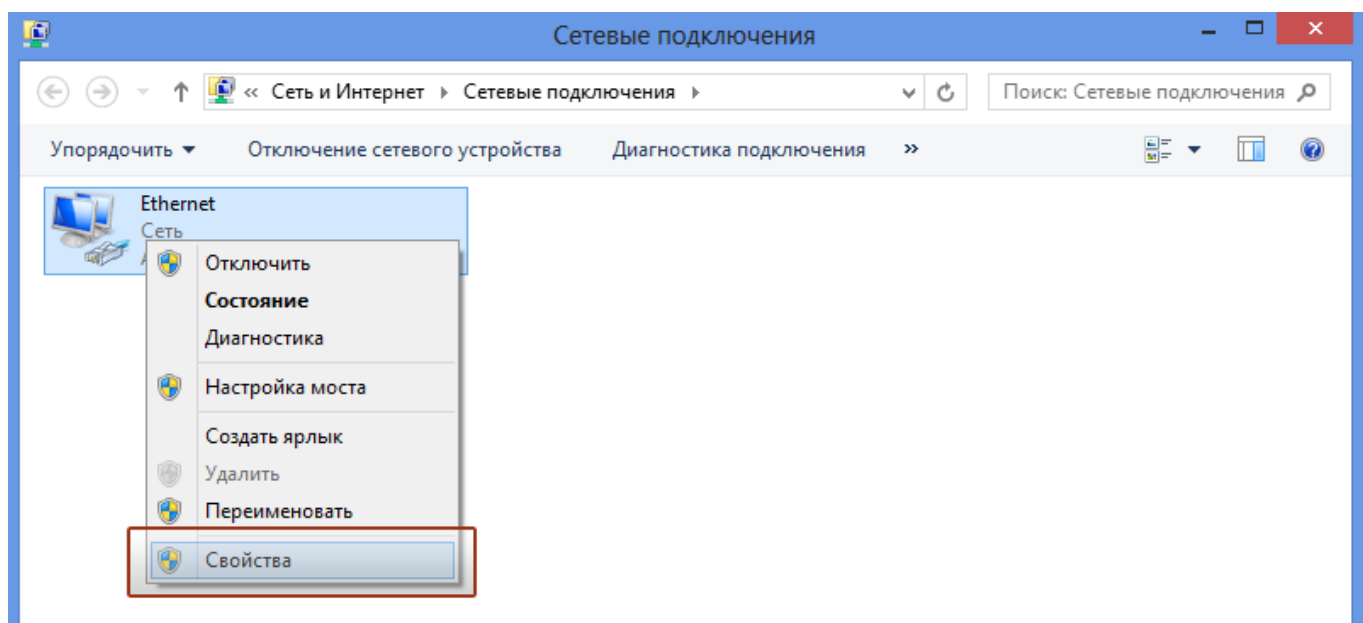 Сетевые подключения
« Сеть и Интернет Сетевые подключения
Поиск: Сетевые подключения
Упорядочить Отключение сетевого устройства Диагностика подключения »
Ethernet
Сеть
Отключить
Состояние
Диагностика
Настройка моста
Создать ярлык
Удалить
Переименовать
Свойства